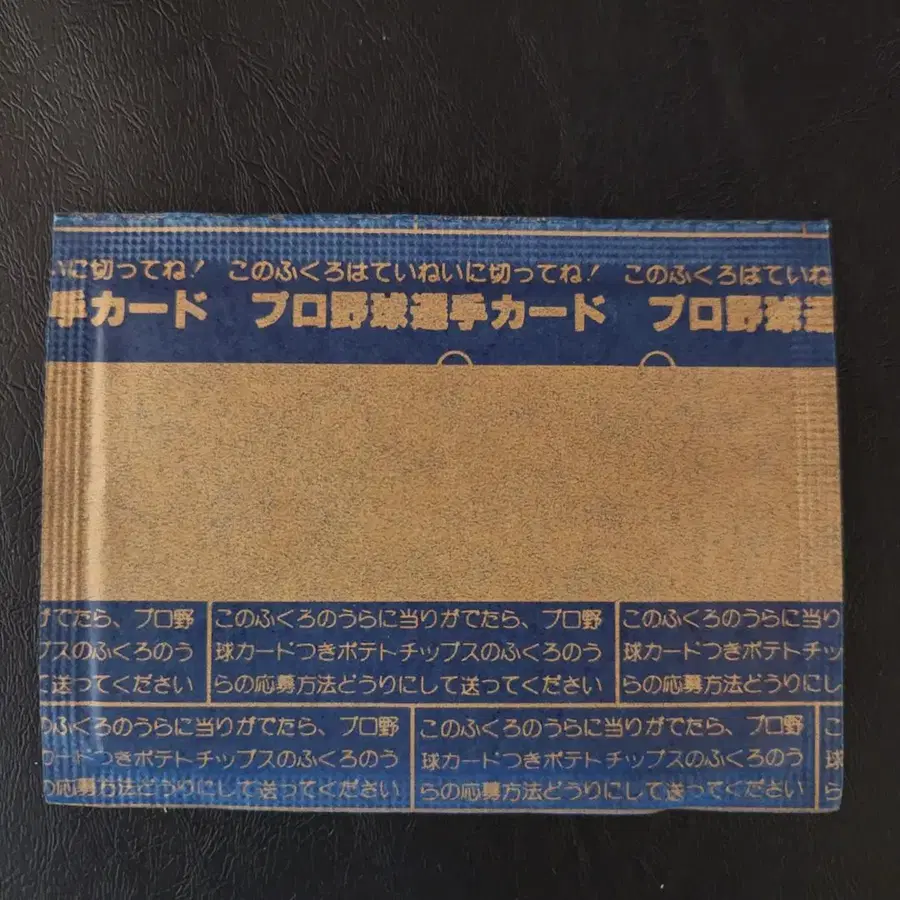 いに切ってね! このふくろはていねいに切ってね! このふくろはていね
手カード プロ野球選手カード プロ野球選
がでたら、プロ野 このふくろのうらに当りがでたら、プロ野 このふくろのうらに当り
プスのふくろのう 球カードつきポテトチップスのふくろのう 球カードつきポテトチッ
て送ってください らの応募方法どうりにして送ってください らの応募方法どうりにし
のふくろのうらに当りがでたら、プロ野 このふくろのうらに当りがでたら、プロ野 こ
カードつきポテトチップスのふくろのう 球カードつきポテトチップスのふくろのう 球
の応募方法どうりにして送ってください らの応募方法どうりにして送ってください ら